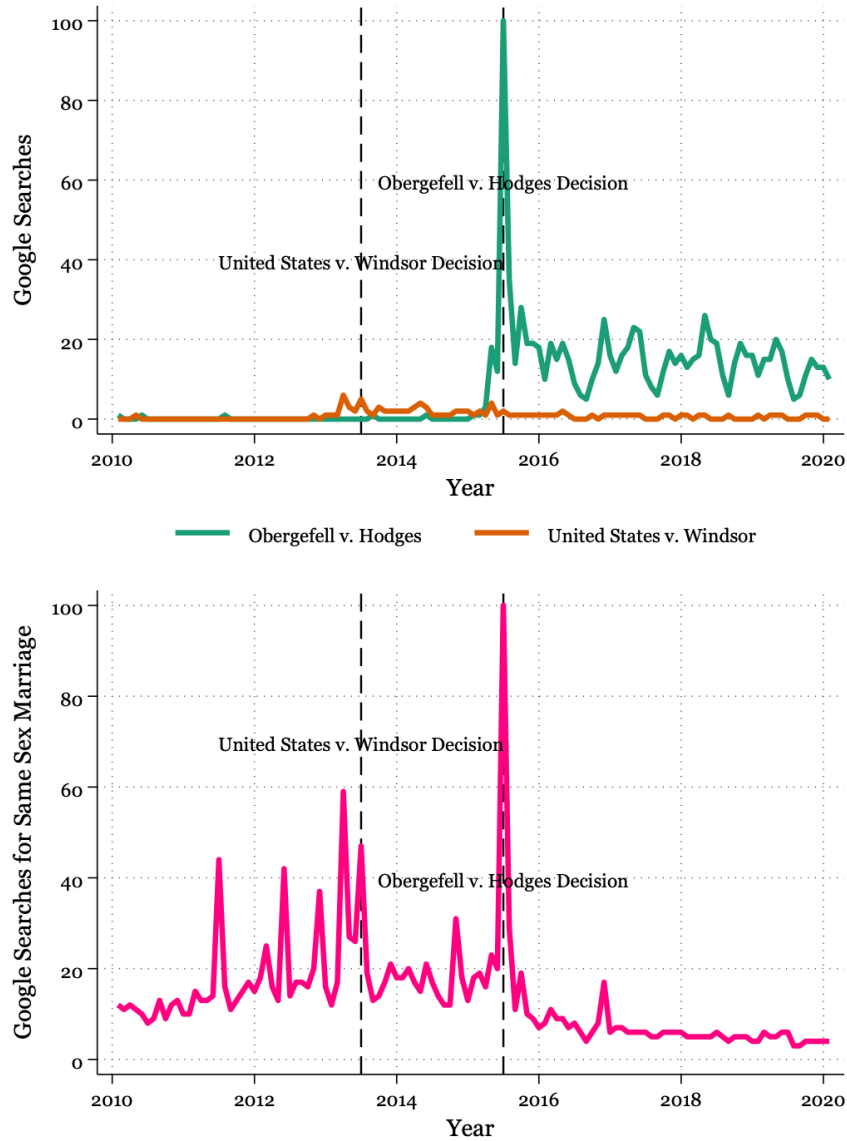 100
80
60
40
20
0
Google Searches
Obergefell v. Hodges Decision
United States v. Windsor Decision
2010 2012 2014 2016 2018 2020
Year
Obergefell v. Hodges United States v. Windsor
100
80
60
40
20
0
Google Searches for Same Sex Marriage
United States v. Windsor Decision
Obergefell v. Hodges Decision
2010 2012 2014 2016 2018 2020
Year